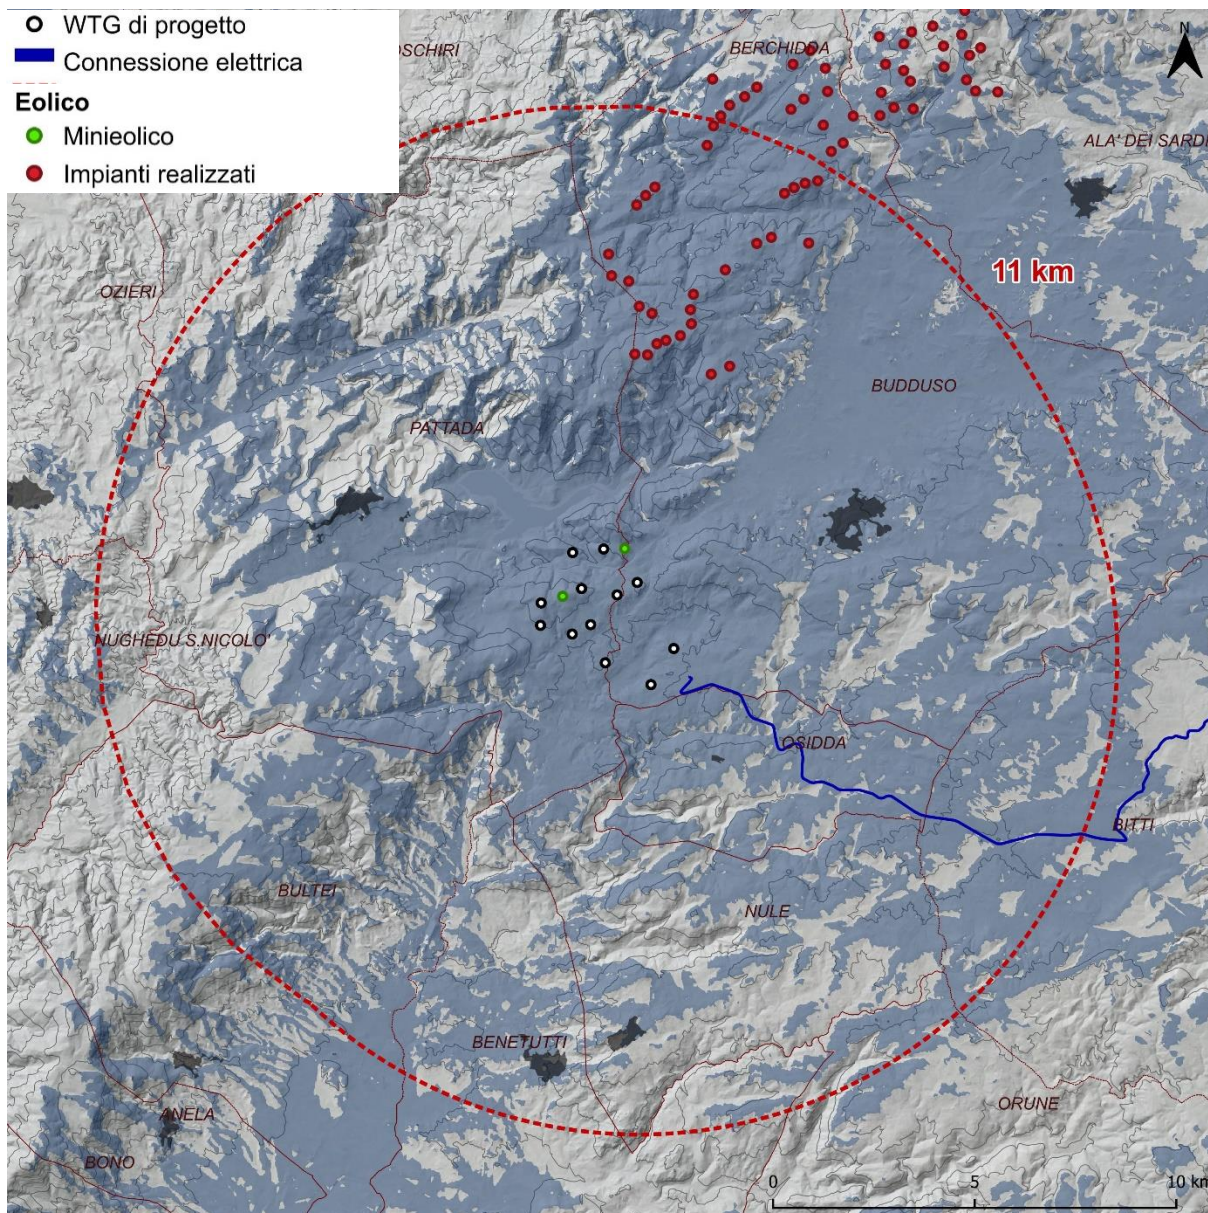 WTG di progetto
Connessione elettrica
Eolico
Minieolico
Impianti realizzati
OSCHIRI
BERCHIDDA
N
ALA' DEI SARDI
11 km
OZIERI
BUDDUSO
PATTADA
NUGHEDU S.NICOLO'
OSIDDA
BITTI
BULTEI
NULE
BENETUTTI
ANELA
ORUNE
BONO
0 5 10 km